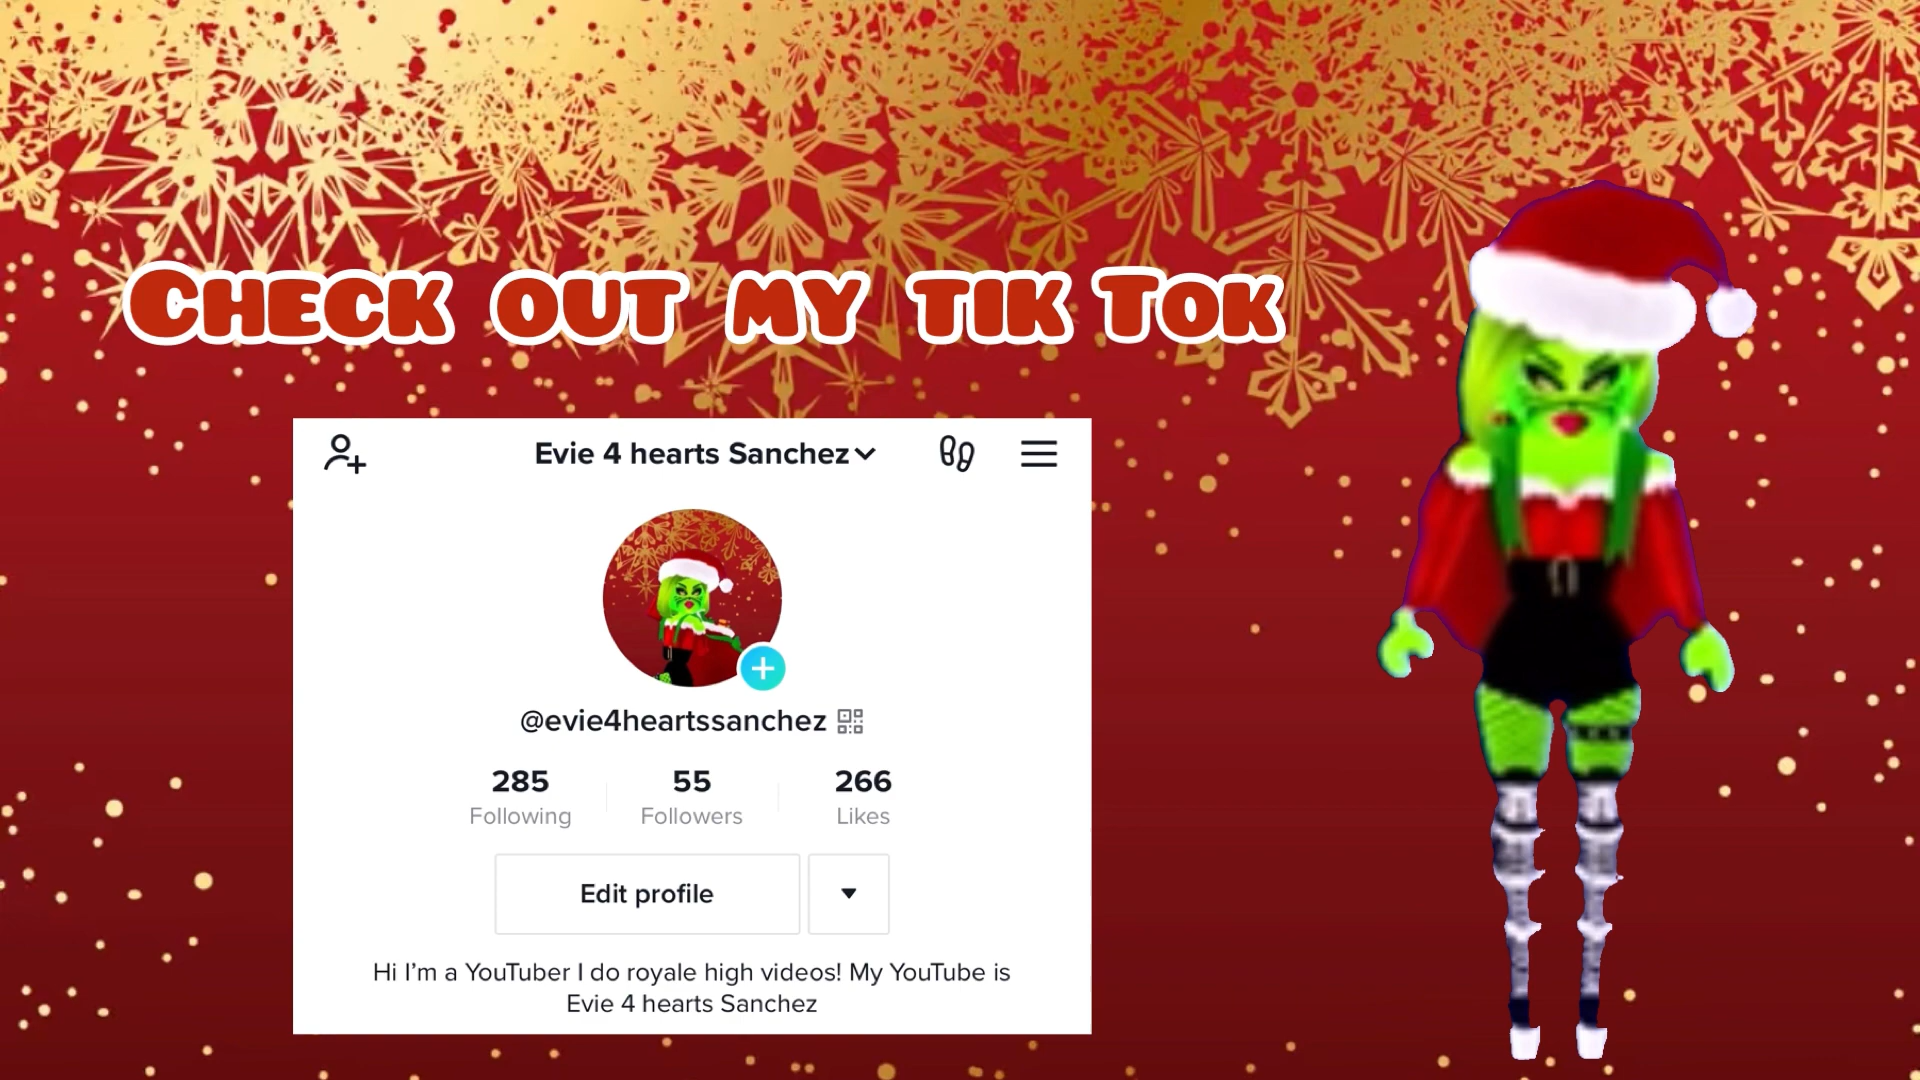 Check out my tik Tok
Evie 4 hearts Sanchez
@evie4heartssanchez
285 55 266
Following Followers Likes
Edit profile
Hi I’m a YouTuber I do royale high videos! My YouTube is
Evie 4 hearts Sanchez